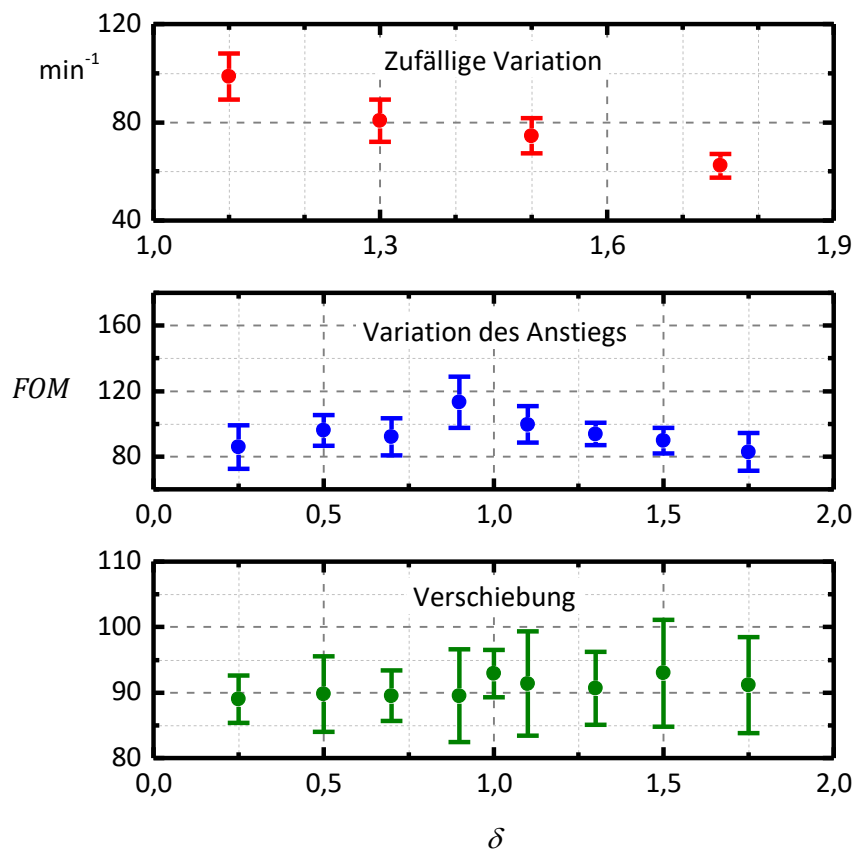 120
min⁻¹
Zufällige Variation
80
40
1,0 1,3 1,6 1,9
160
Variation des Anstiegs
FOM
120
80
0,0 0,5 1,0 1,5 2,0
110
Verschiebung
100
90
80
0,0 0,5 1,0 1,5 2,0
δ